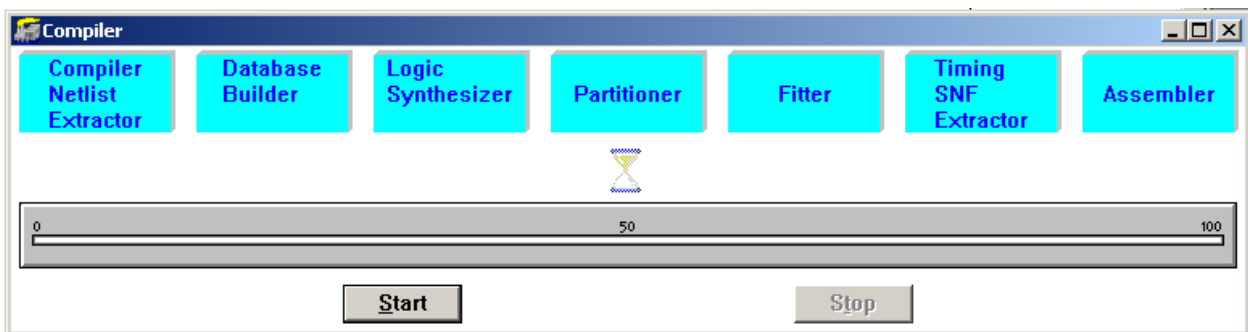 Compiler
Compiler
Netlist
Extractor
Database
Builder
Logic
Synthesizer
Partitioner
Fitter
Timing
SNF
Extractor
Assembler
0 50 100
Start Stop